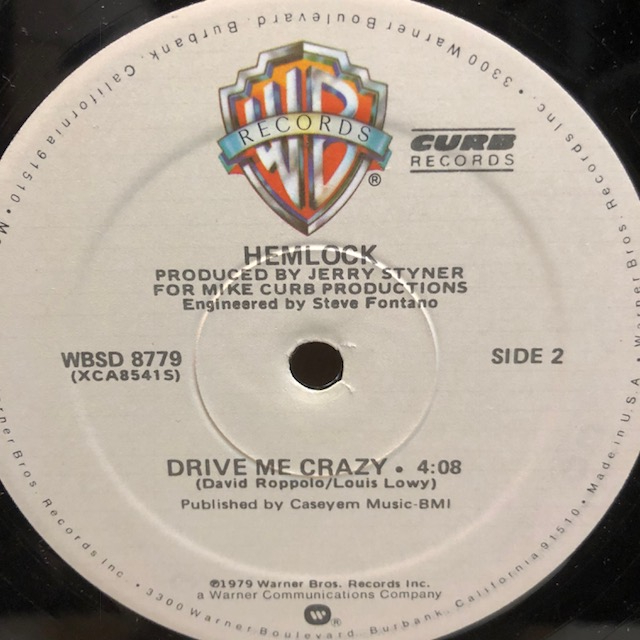 WB
RECORDS
®
CURB
RECORDS
HEMLOCK
PRODUCED BY JERRY STYNER
FOR MIKE CURB PRODUCTIONS
Engineered by Steve Fontano
WBSD 8779
(XCA8541S)
SIDE 2
DRIVE ME CRAZY • 4:08
(David Roppolo/Louis Lowy)
Published by Caseyem Music-BMI
℗1979 Warner Bros. Records Inc.
a Warner Communications Company
W ®
Warner Bros. Records Inc. • 3300 Warner Boulevard, Burbank, California 91510 • Made in U.S.A.
Warner Bros. Records Inc. • 3300 Warner Boulevard, Burbank, California 91510 •